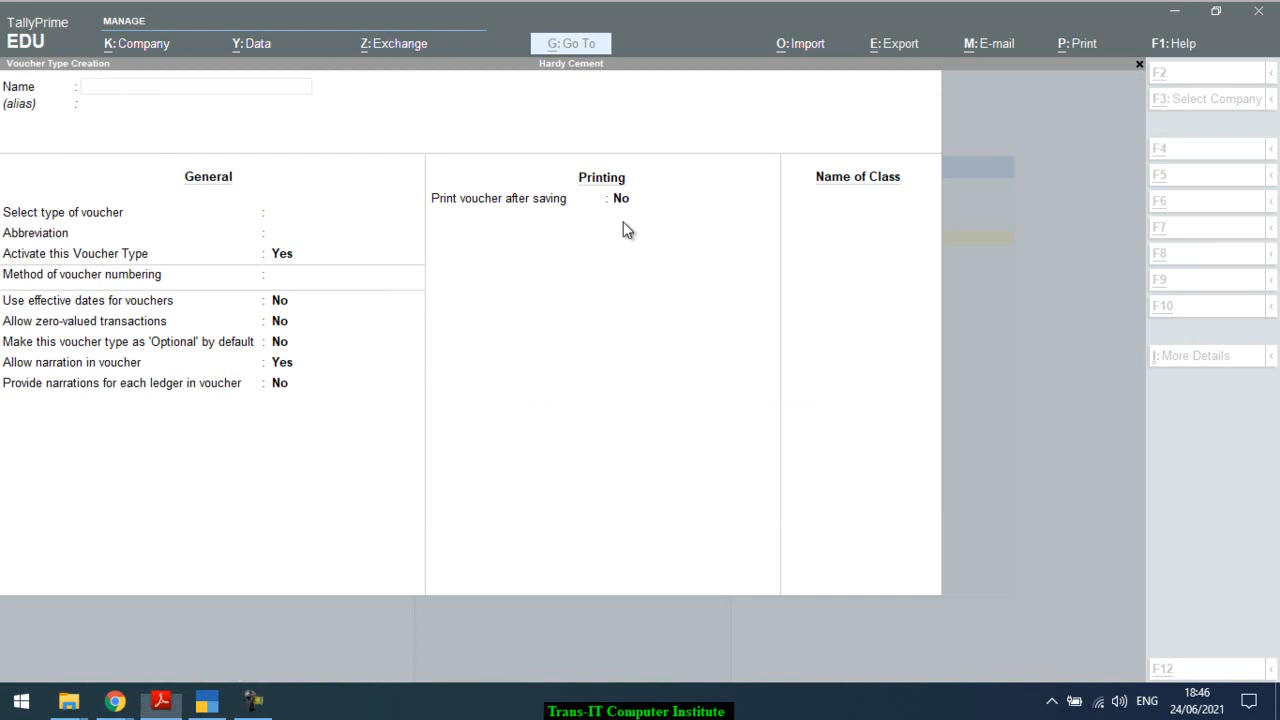 TallyPrime
EDU
MANAGE
K: Company
Y: Data
Z: Exchange
G: Go To
O: Import
E: Export
M: E-mail
P: Print
F1: Help
Voucher Type Creation
Hardy Cement
Name :
(alias) :
General
Select type of voucher :
Abbreviation :
Activate this Voucher Type : Yes
Method of voucher numbering :
Use effective dates for vouchers : No
Allow zero-valued transactions : No
Make this voucher type as 'Optional' by default : No
Allow narration in voucher : Yes
Provide narrations for each ledger in voucher : No
Printing
Print voucher after saving : No
Name of Class
F2
F3: Select Company
F4
F5
F6
F7
F8
F9
F10
I: More Details
F12
ENG
18:46
24/06/2021
Trans-IT Computer Institute